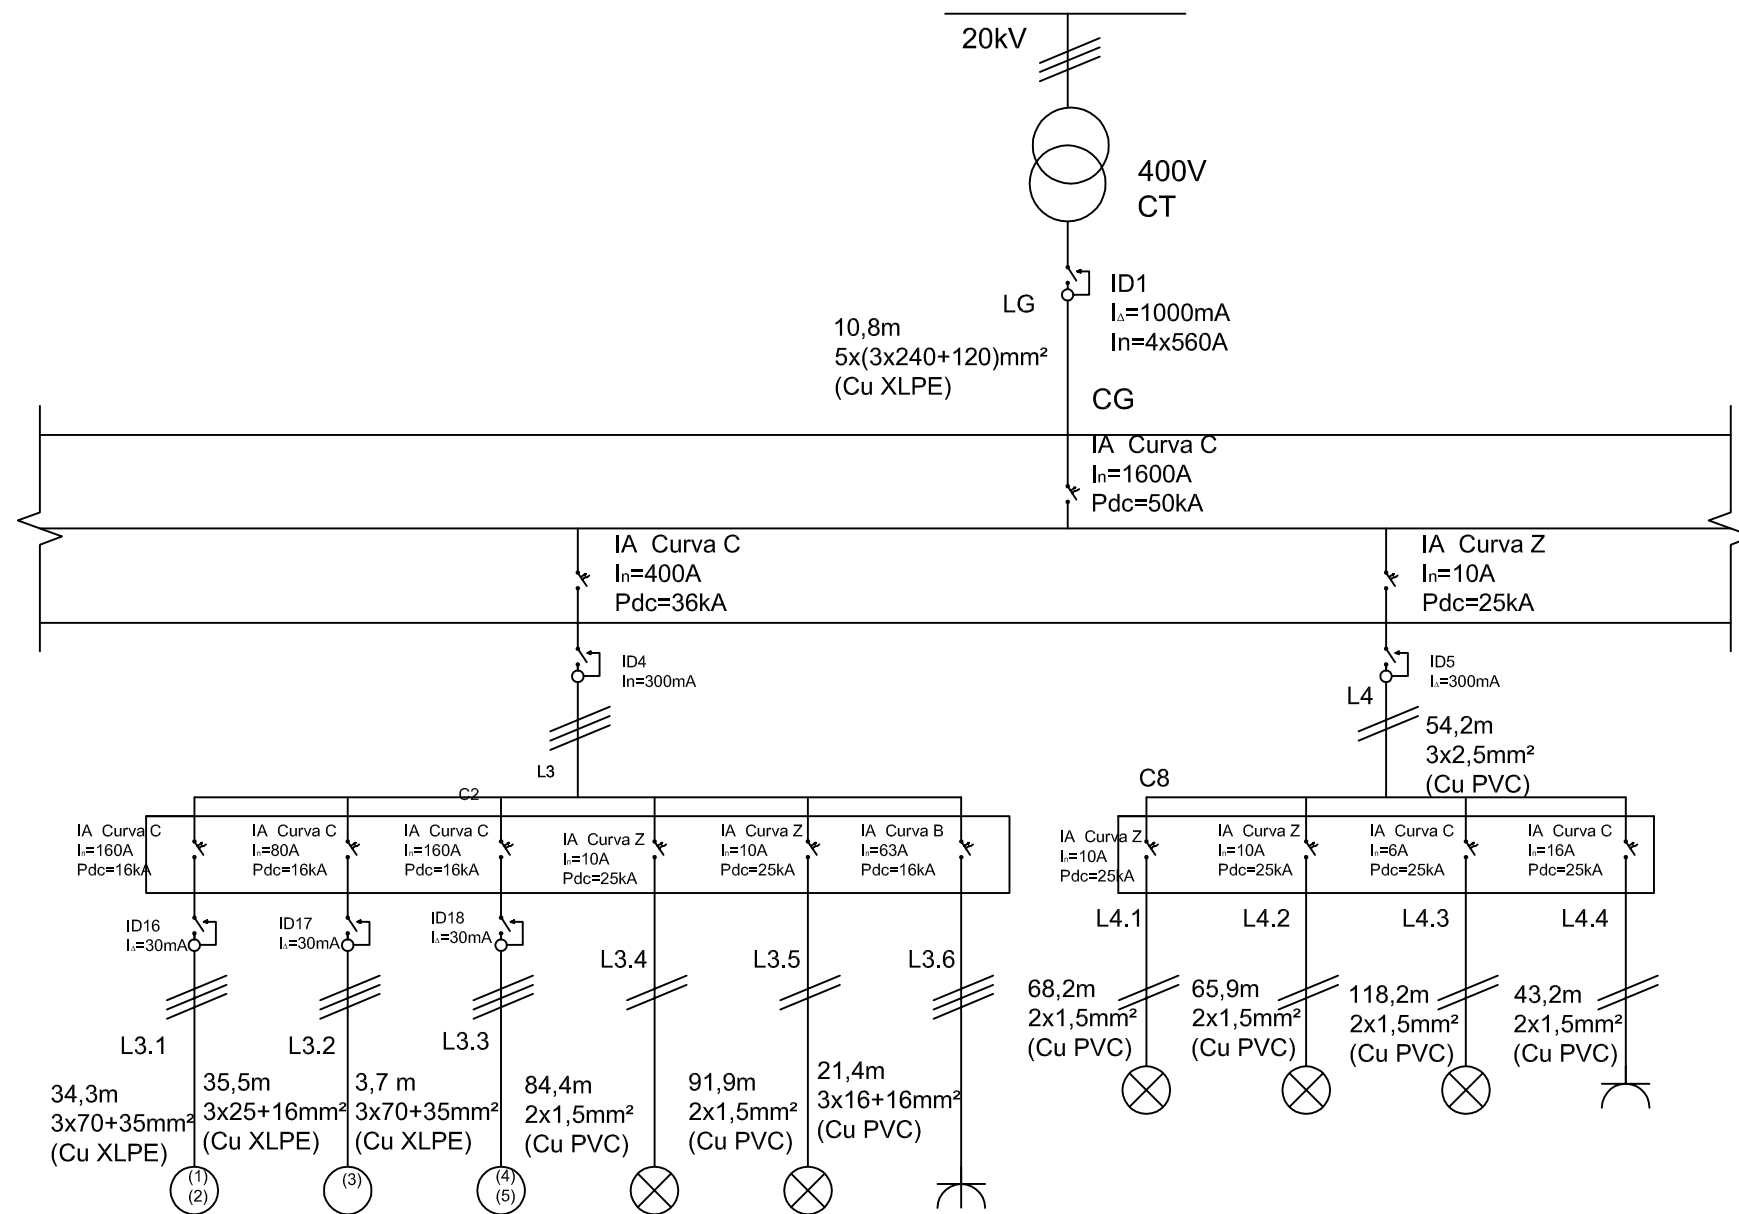 20kV
400V
CT
LG
ID1
I∆=1000mA
In=4x560A
10,8m
5x(3x240+120)mm²
(Cu XLPE)
CG
IA Curva C
In=1600A
Pdc=50kA
IA Curva C
In=400A
Pdc=36kA
IA Curva Z
In=10A
Pdc=25kA
ID4
In=300mA
ID5
I∆=300mA
L4
54,2m
3x2,5mm²
(Cu PVC)
L3
C2
C8
IA Curva C
In=160A
Pdc=16kA
IA Curva C
In=80A
Pdc=16kA
IA Curva C
In=160A
Pdc=16kA
IA Curva Z
In=10A
Pdc=25kA
IA Curva Z
In=10A
Pdc=25kA
IA Curva B
In=63A
Pdc=16kA
IA Curva Z
In=10A
Pdc=25kA
IA Curva Z
In=10A
Pdc=25kA
IA Curva C
In=6A
Pdc=25kA
IA Curva C
In=16A
Pdc=25kA
ID16
I∆=30mA
ID17
I∆=30mA
ID18
I∆=30mA
L3.4
L3.5
L3.6
L4.1
L4.2
L4.3
L4.4
L3.1
L3.2
L3.3
34,3m
3x70+35mm²
(Cu XLPE)
35,5m
3x25+16mm²
(Cu XLPE)
3,7 m
3x70+35mm²
(Cu XLPE)
84,4m
2x1,5mm²
(Cu PVC)
91,9m
2x1,5mm²
(Cu PVC)
21,4m
3x16+16mm²
(Cu PVC)
68,2m
2x1,5mm²
(Cu PVC)
65,9m
2x1,5mm²
(Cu PVC)
118,2m
2x1,5mm²
(Cu PVC)
43,2m
2x1,5mm²
(Cu PVC)
(1)
(2)
(3)
(4)
(5)